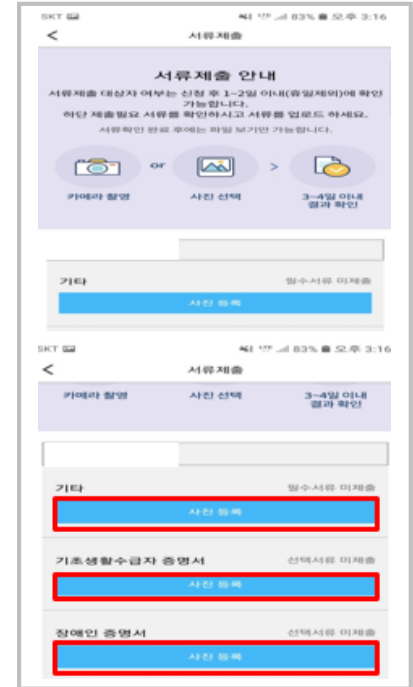 SKT 83% 오후 3:16
< 서류제출
서류제출 안내
서류제출 대상자 여부는 신청 후 1~2일 이내(휴일제외)에 확인
가능합니다.
하단 제출필요 서류를 확인하시고 서류를 업로드 하세요.
서류확인 완료 후에는 파일 보기만 가능합니다.
or >
카메라 촬영 사진 선택 3~4일 이내
결과 확인
기타 필수서류 미제출
사진 등록
SKT 83% 오후 3:16
< 서류제출
카메라 촬영 사진 선택 3~4일 이내
결과 확인
기타 필수서류 미제출
사진 등록
기초생활수급자 증명서 선택서류 미제출
사진 등록
장애인 증명서 선택서류 미제출
사진 등록